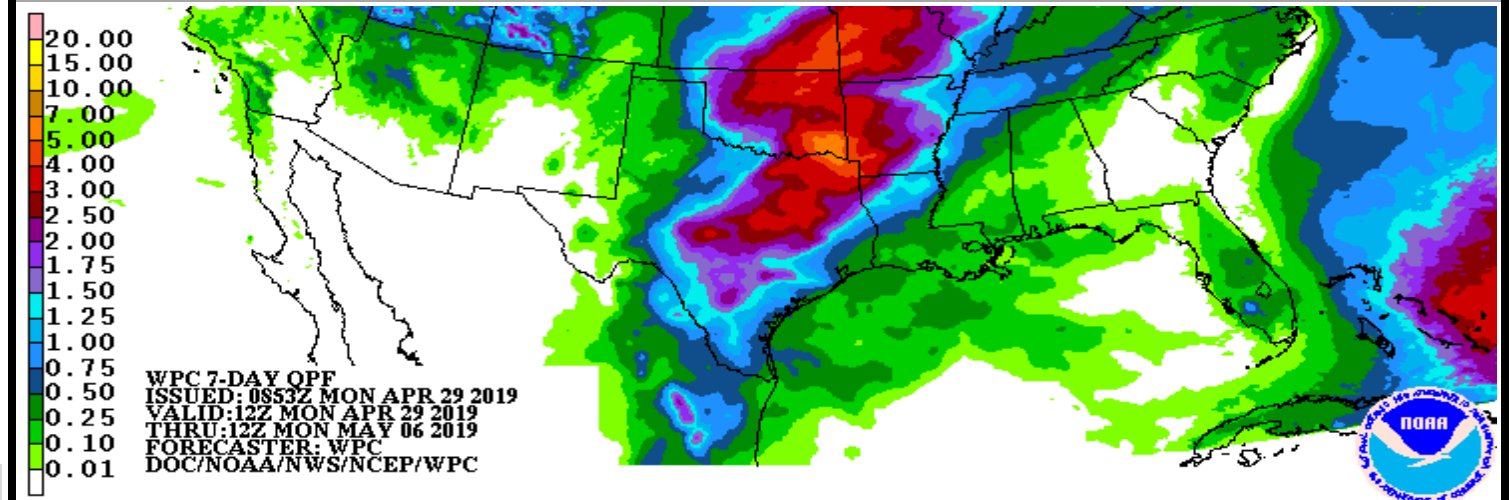 20.00
15.00
10.00
7.00
5.00
4.00
3.00
2.50
2.00
1.75
1.50
1.25
1.00
0.75
0.50
0.25
0.10
0.01
WPC 7-DAY QPF
ISSUED: 0853Z MON APR 29 2019
VALID:12Z MON APR 29 2019
THRU:12Z MON MAY 06 2019
FORECASTER: WPC
DOC/NOAA/NWS/NCEP/WPC
NOAA